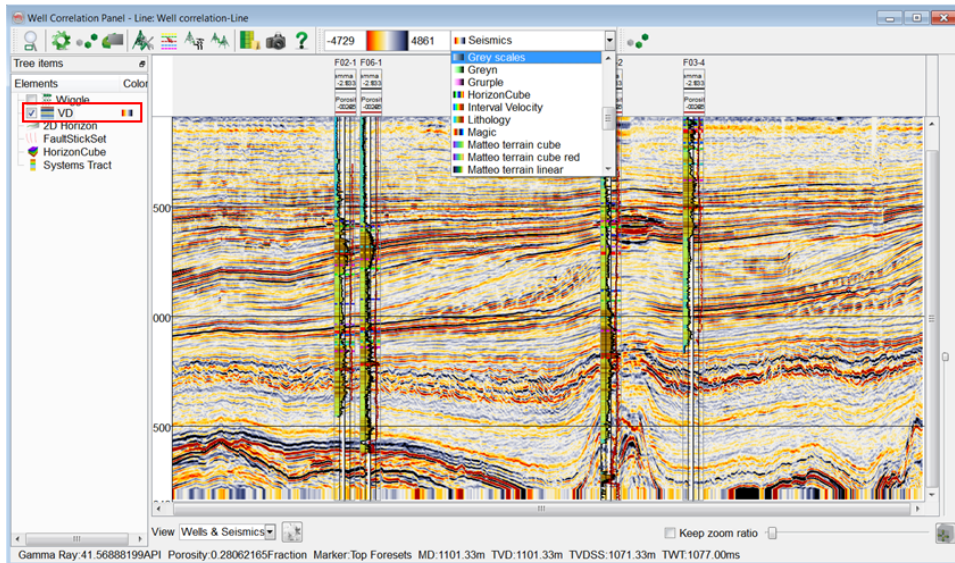 Well Correlation Panel - Line: Well correlation-Line
-4729
4861
Seismics
Tree items
Elements
Color
Wiggle
VD
2D Horizon
FaultStickSet
HorizonCube
Systems Tract
F02-1
F06-1
-2
F03-4
Grey scales
Greyn
Grurple
HorizonCube
Interval Velocity
Lithology
Magic
Matteo terrain cube
Matteo terrain cube red
Matteo terrain linear
500
000
500
View
Wells & Seismics
Keep zoom ratio
Gamma Ray:41.56888199API Porosity:0.28062165Fraction Marker:Top Foresets MD:1101.33m TVD:1101.33m TVDSS:1071.33m TWT:1077.00ms